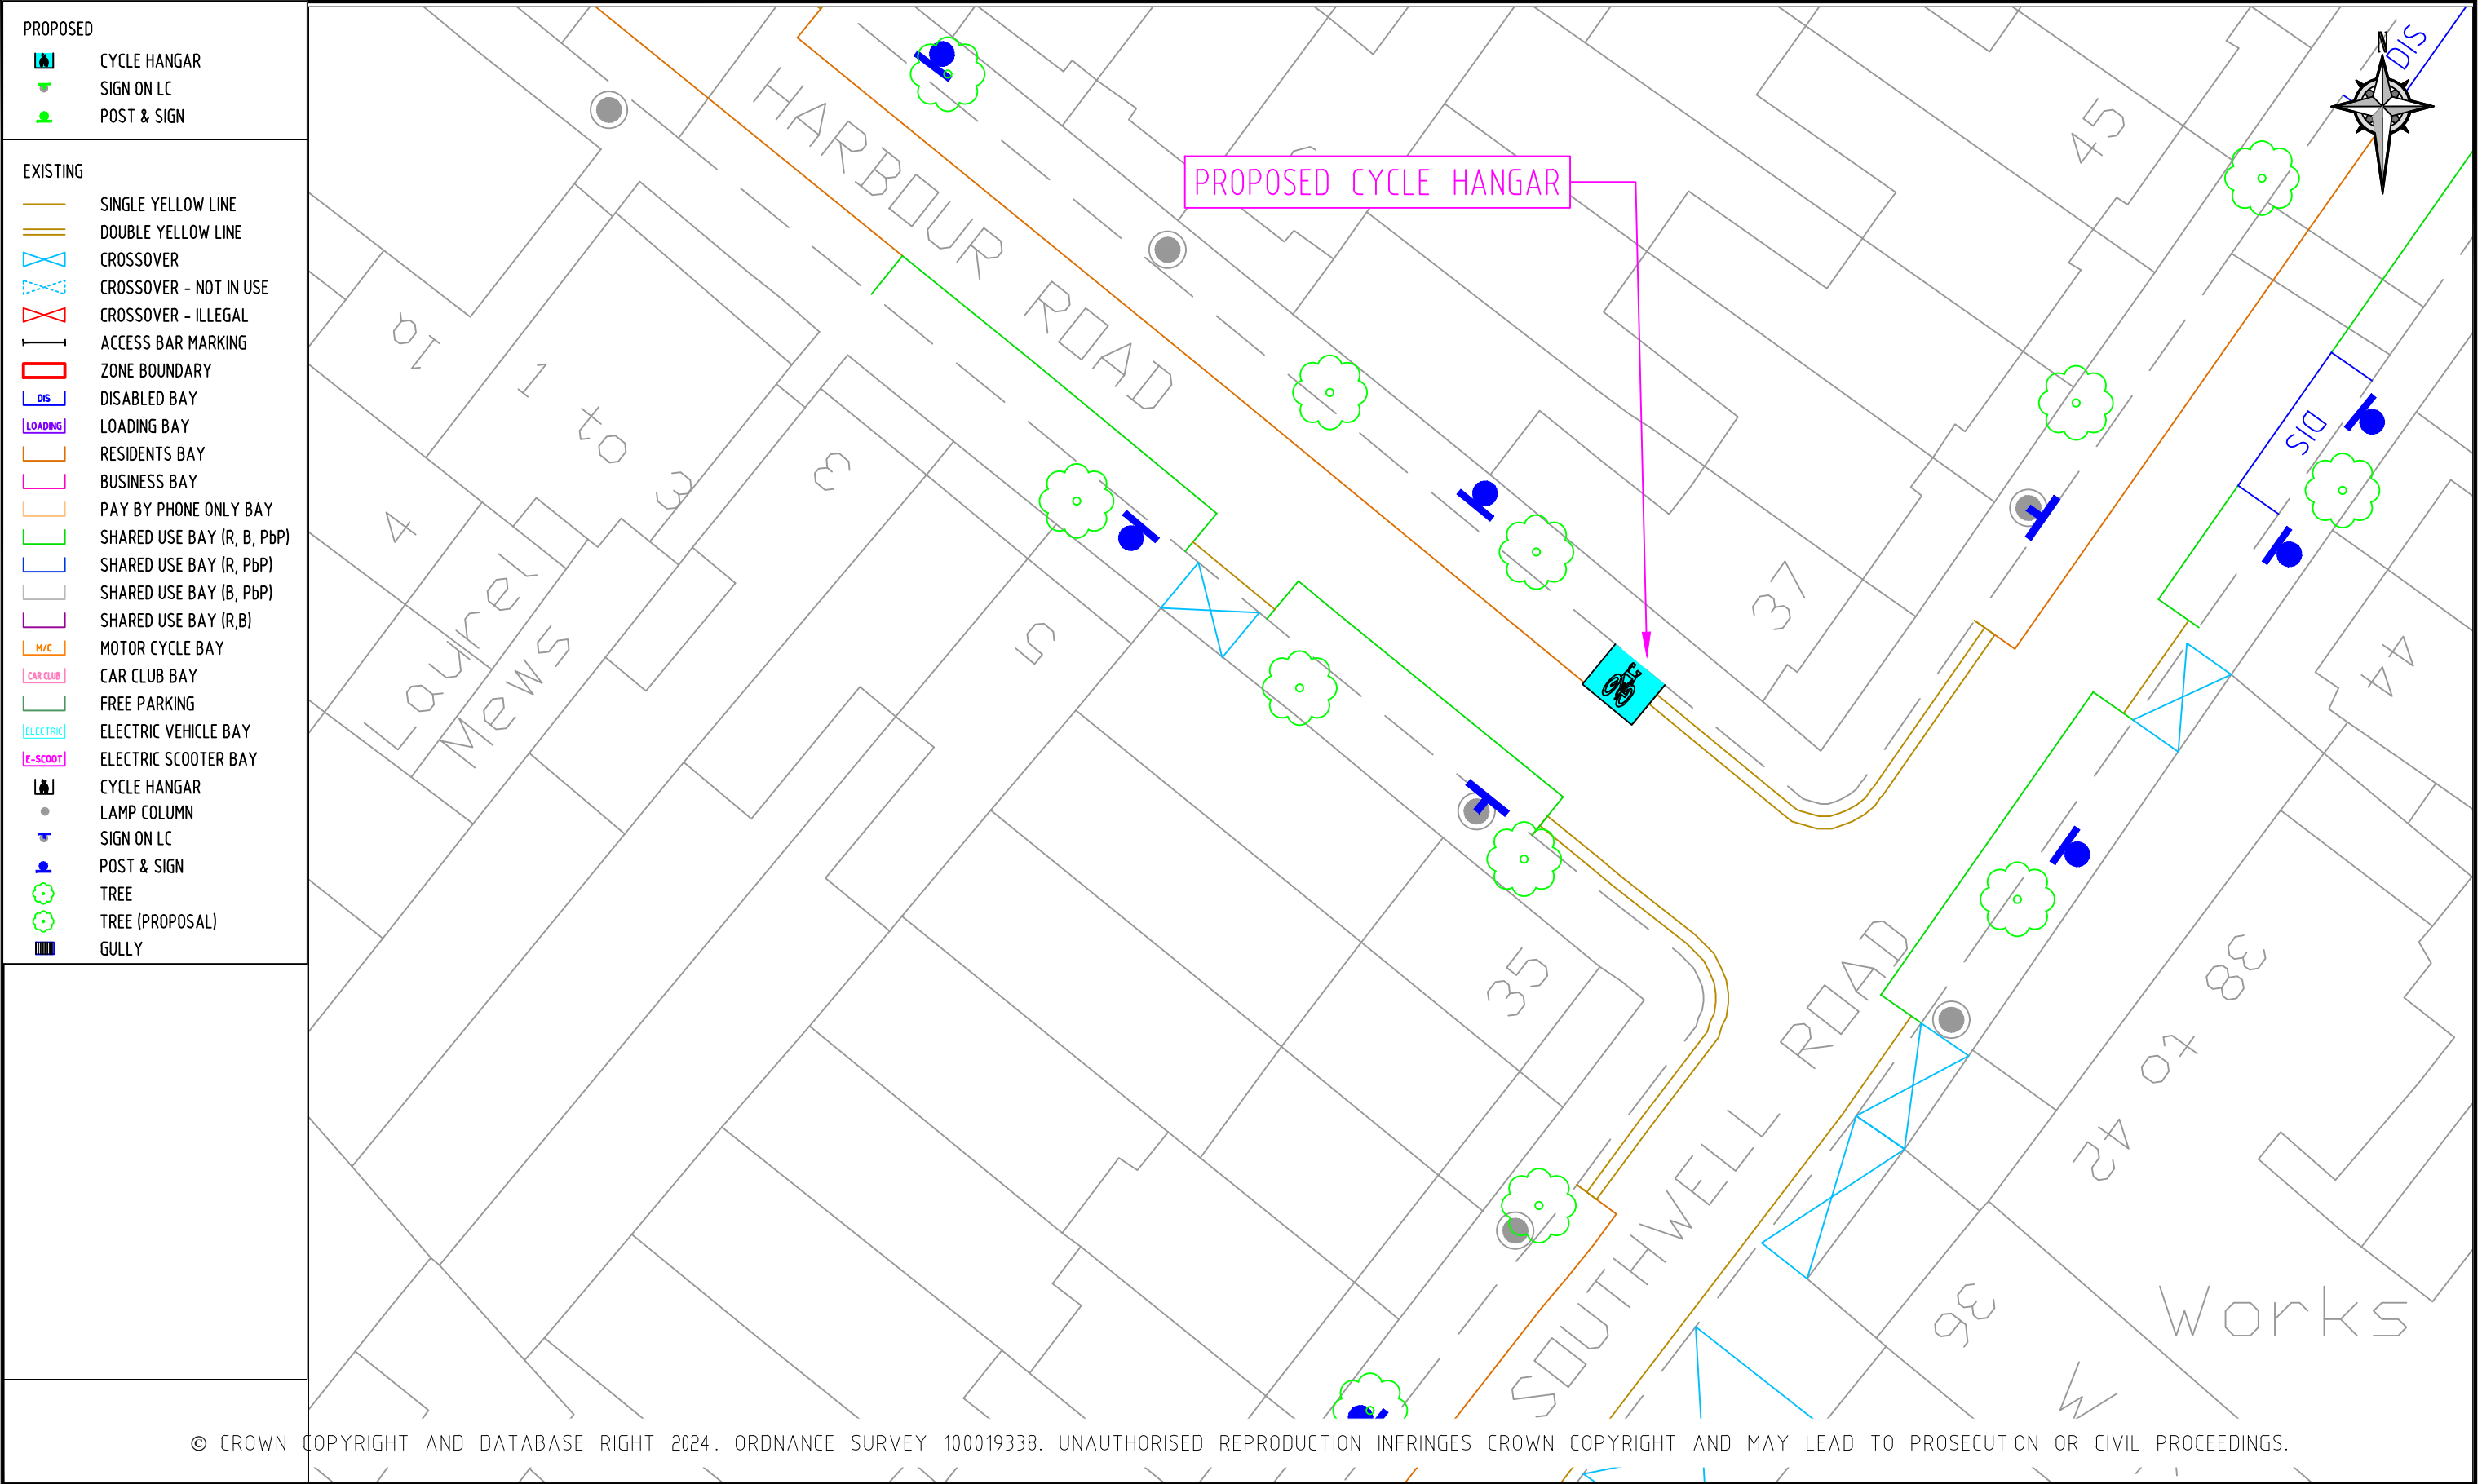 PROPOSED
CYCLE HANGAR
SIGN ON LC
POST & SIGN
EXISTING
SINGLE YELLOW LINE
DOUBLE YELLOW LINE
CROSSOVER
CROSSOVER - NOT IN USE
CROSSOVER - ILLEGAL
ACCESS BAR MARKING
ZONE BOUNDARY
DIS DISABLED BAY
LOADING LOADING BAY
RESIDENTS BAY
BUSINESS BAY
PAY BY PHONE ONLY BAY
SHARED USE BAY (R, B, PbP)
SHARED USE BAY (R, PbP)
SHARED USE BAY (B, PbP)
SHARED USE BAY (R,B)
M/C MOTOR CYCLE BAY
CAR CLUB CAR CLUB BAY
FREE PARKING
ELECTRIC ELECTRIC VEHICLE BAY
E-SCOOT ELECTRIC SCOOTER BAY
CYCLE HANGAR
LAMP COLUMN
SIGN ON LC
POST & SIGN
TREE
TREE (PROPOSAL)
GULLY
HARBOUR ROAD
PROPOSED CYCLE HANGAR
N
DIS
45
DIS
1 to 3
3
4
5
37
44
Laurel
Mews
35
SOUTHWELL ROAD
38 to 42
36
Works
W
© CROWN COPYRIGHT AND DATABASE RIGHT 2024. ORDNANCE SURVEY 100019338. UNAUTHORISED REPRODUCTION INFRINGES CROWN COPYRIGHT AND MAY LEAD TO PROSECUTION OR CIVIL PROCEEDINGS.